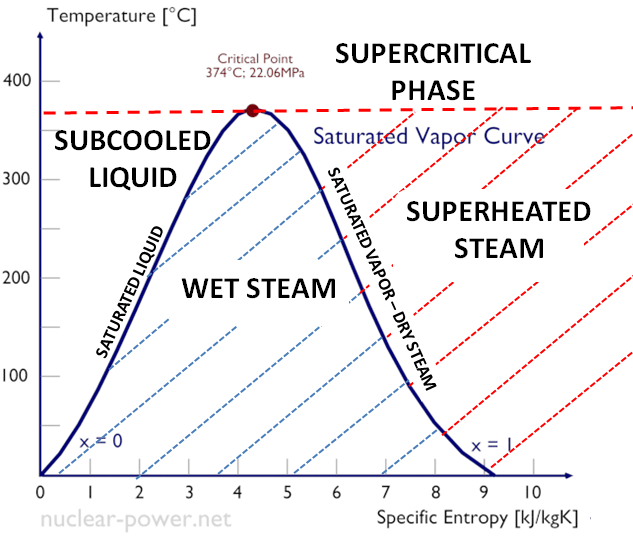 Temperature [°C]
Critical Point
374°C; 22.06MPa
SUPERCRITICAL
PHASE
400
SUBCOOLED
LIQUID
Saturated Vapor Curve
300
SATURATED LIQUID
SATURATED VAPOR – DRY STEAM
SUPERHEATED
STEAM
WET STEAM
200
100
x = 0
x = 1
0 1 2 3 4 5 6 7 8 9 10
nuclear-power.net
Specific Entropy [kJ/kgK]